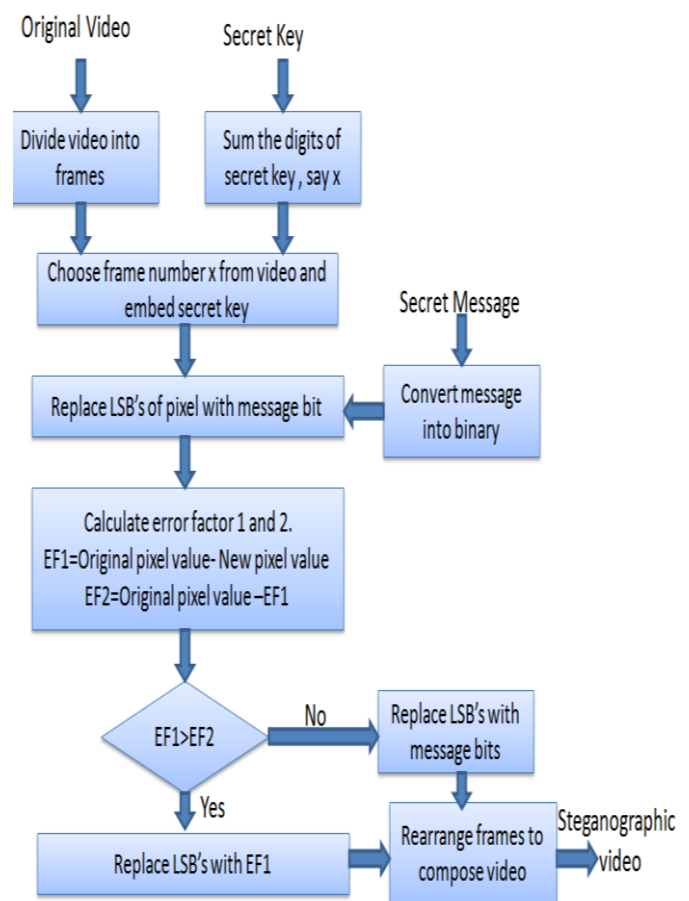 Original Video
Secret Key
Divide video into
frames
Sum the digits of
secret key , say x
Choose frame number x from video and
embed secret key
Secret Message
Replace LSB's of pixel with message bit
Convert message
into binary
Calculate error factor 1 and 2.
EF1=Original pixel value- New pixel value
EF2=Original pixel value –EF1
EF1>EF2
No
Replace LSB's with
message bits
Yes
Replace LSB's with EF1
Rearrange frames to
compose video
Steganographic
video